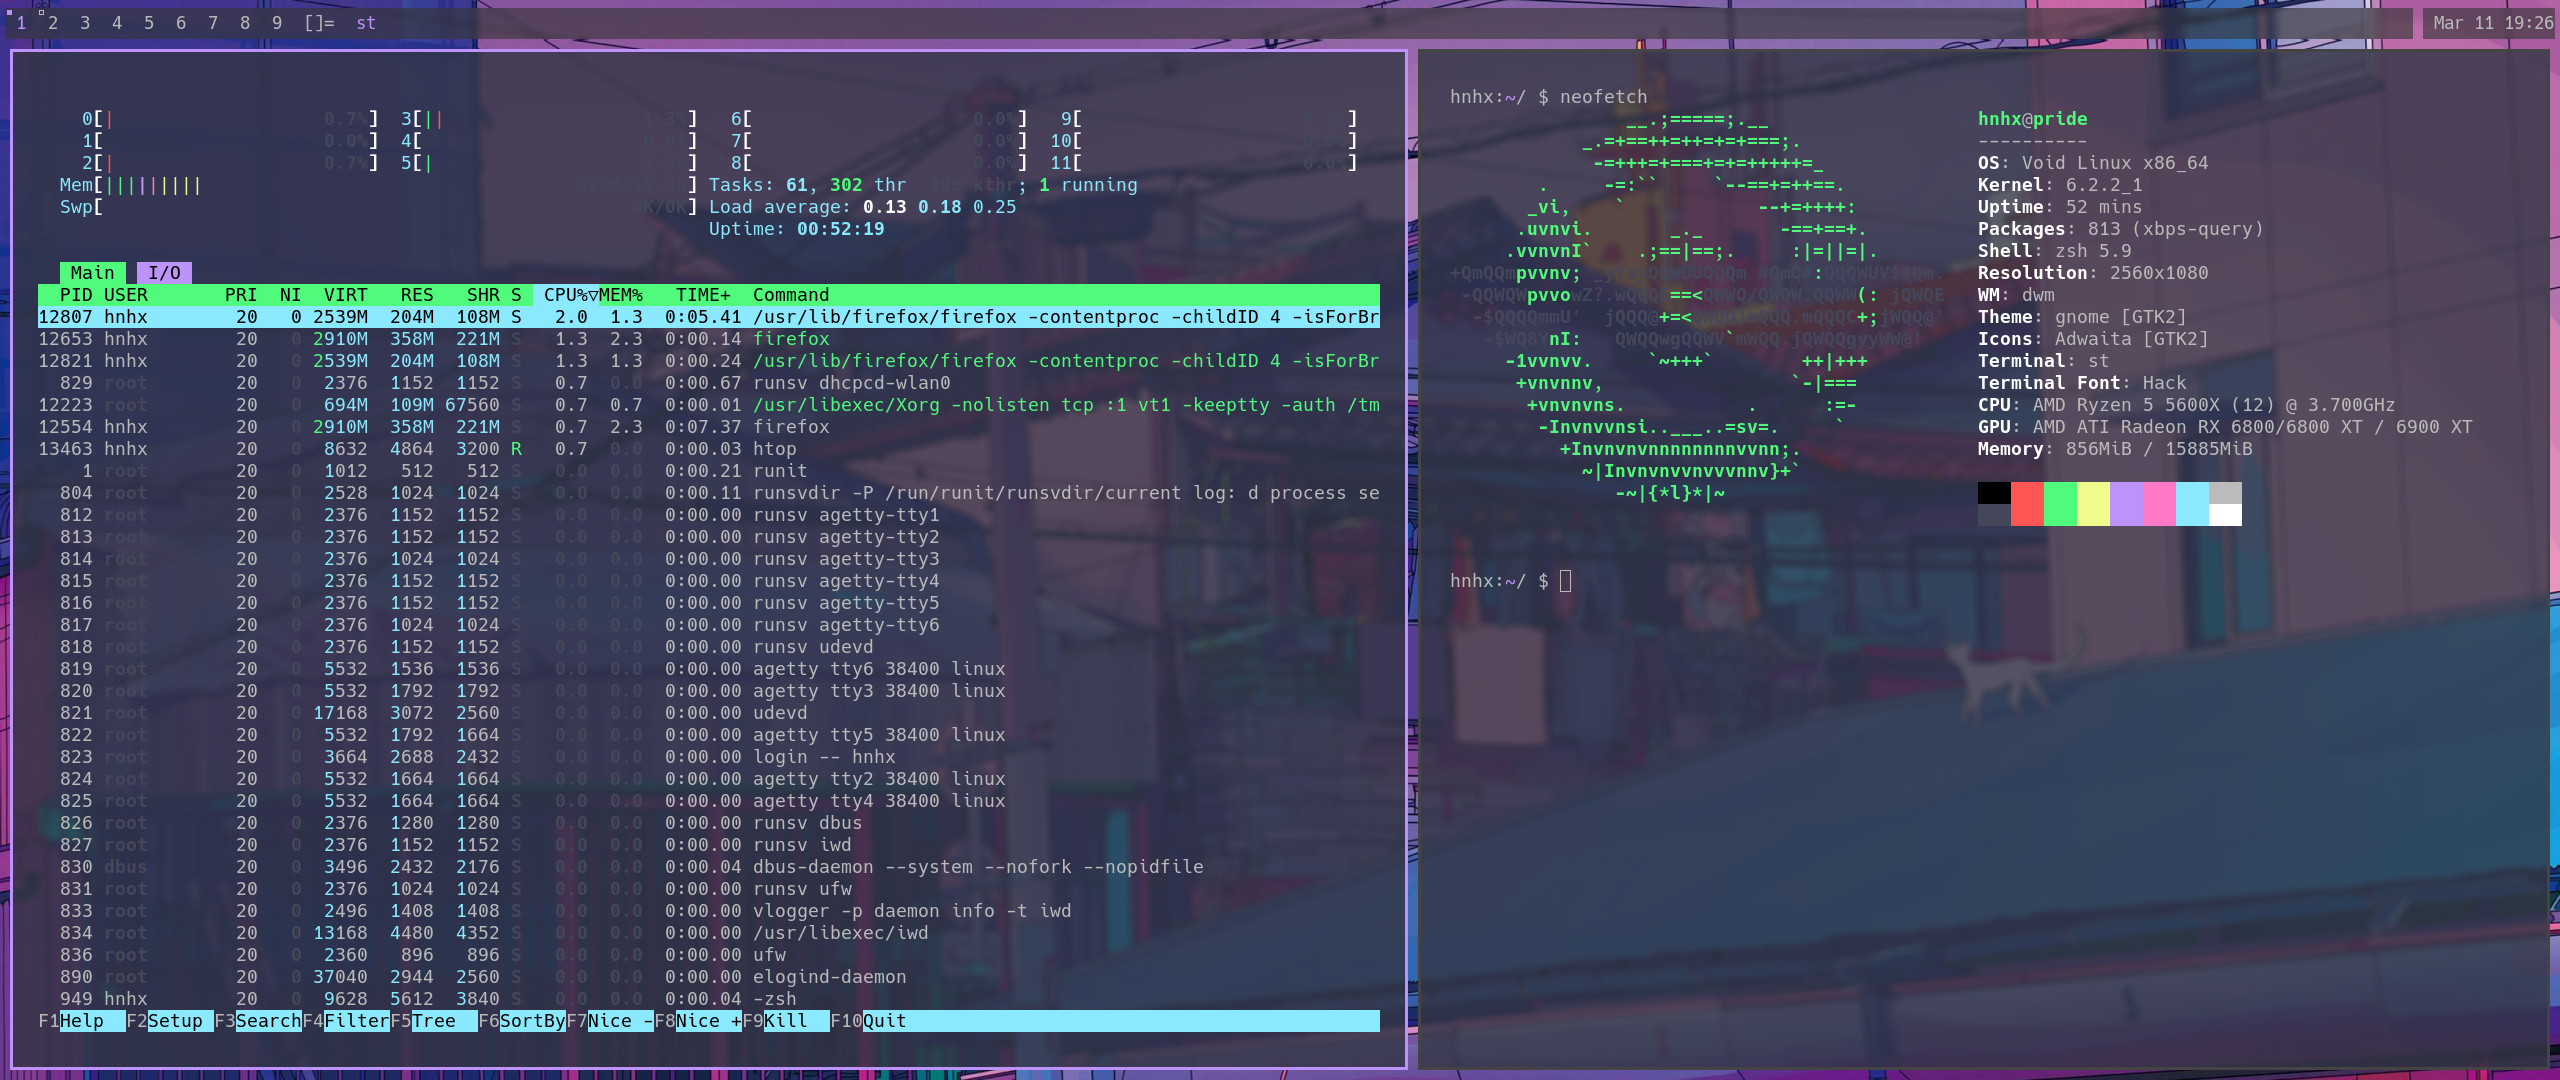 1 2 3 4 5 6 7 8 9 []= st
Mar 11 19:26
0[| 0.7%] 3[|| 1.3%] 6[ 0.0%] 9[ ]
1[ 0.0%] 4[ 0.0%] 7[ 0.0%] 10[ ]
2[| 0.7%] 5[| ] 8[ 0.0%] 11[ 0.0%]
Mem[||||||||| ] Tasks: 61, 302 thr, 209 kthr; 1 running
Swp[ 0K/0K] Load average: 0.13 0.18 0.25
Uptime: 00:52:19
Main I/O
PID USER PRI NI VIRT RES SHR S CPU%▽MEM% TIME+ Command
12807 hnhx 20 0 2539M 204M 108M S 2.0 1.3 0:05.41 /usr/lib/firefox/firefox -contentproc -childID 4 -isForBr
12653 hnhx 20 0 2910M 358M 221M S 1.3 2.3 0:00.14 firefox
12821 hnhx 20 0 2539M 204M 108M S 1.3 1.3 0:00.24 /usr/lib/firefox/firefox -contentproc -childID 4 -isForBr
829 root 20 0 2376 1152 1152 S 0.7 0.0 0:00.67 runsv dhcpcd-wlan0
12223 root 20 0 694M 109M 67560 S 0.7 0.7 0:00.01 /usr/libexec/Xorg -nolisten tcp :1 vt1 -keeptty -auth /tm
12554 hnhx 20 0 2910M 358M 221M S 0.7 2.3 0:07.37 firefox
13463 hnhx 20 0 8632 4864 3200 R 0.7 0.0 0:00.03 htop
1 root 20 0 1012 512 512 S 0.0 0.0 0:00.21 runit
804 root 20 0 2528 1024 1024 S 0.0 0.0 0:00.11 runsvdir -P /run/runit/runsvdir/current log: d process se
812 root 20 0 2376 1152 1152 S 0.0 0.0 0:00.00 runsv agetty-tty1
813 root 20 0 2376 1152 1152 S 0.0 0.0 0:00.00 runsv agetty-tty2
814 root 20 0 2376 1024 1024 S 0.0 0.0 0:00.00 runsv agetty-tty3
815 root 20 0 2376 1152 1152 S 0.0 0.0 0:00.00 runsv agetty-tty4
816 root 20 0 2376 1152 1152 S 0.0 0.0 0:00.00 runsv agetty-tty5
817 root 20 0 2376 1024 1024 S 0.0 0.0 0:00.00 runsv agetty-tty6
818 root 20 0 2376 1152 1152 S 0.0 0.0 0:00.00 runsv udevd
819 root 20 0 5532 1536 1536 S 0.0 0.0 0:00.00 agetty tty6 38400 linux
820 root 20 0 5532 1792 1792 S 0.0 0.0 0:00.00 agetty tty3 38400 linux
821 root 20 0 17168 3072 2560 S 0.0 0.0 0:00.00 udevd
822 root 20 0 5532 1792 1664 S 0.0 0.0 0:00.00 agetty tty5 38400 linux
823 root 20 0 3664 2688 2432 S 0.0 0.0 0:00.00 login -- hnhx
824 root 20 0 5532 1664 1664 S 0.0 0.0 0:00.00 agetty tty2 38400 linux
825 root 20 0 5532 1664 1664 S 0.0 0.0 0:00.00 agetty tty4 38400 linux
826 root 20 0 2376 1280 1280 S 0.0 0.0 0:00.00 runsv dbus
827 root 20 0 2376 1152 1152 S 0.0 0.0 0:00.00 runsv iwd
830 dbus 20 0 3496 2432 2176 S 0.0 0.0 0:00.04 dbus-daemon --system --nofork --nopidfile
831 root 20 0 2376 1024 1024 S 0.0 0.0 0:00.00 runsv ufw
833 root 20 0 2496 1408 1408 S 0.0 0.0 0:00.00 vlogger -p daemon info -t iwd
834 root 20 0 13168 4480 4352 S 0.0 0.0 0:00.00 /usr/libexec/iwd
836 root 20 0 2360 896 896 S 0.0 0.0 0:00.00 ufw
890 root 20 0 37040 2944 2560 S 0.0 0.0 0:00.00 elogind-daemon
949 hnhx 20 0 9628 5612 3840 S 0.0 0.0 0:00.04 -zsh
F1Help F2Setup F3SearchF4FilterF5Tree F6SortByF7Nice -F8Nice +F9Kill F10Quit
hnhx:~/ $ neofetch
hnhx@pride
----------
OS: Void Linux x86_64
Kernel: 6.2.2_1
Uptime: 52 mins
Packages: 813 (xbps-query)
Shell: zsh 5.9
Resolution: 2560x1080
WM: dwm
Theme: gnome [GTK2]
Icons: Adwaita [GTK2]
Terminal: st
Terminal Font: Hack
CPU: AMD Ryzen 5 5600X (12) @ 3.700GHz
GPU: AMD ATI Radeon RX 6800/6800 XT / 6900 XT
Memory: 856MiB / 15885MiB
hnhx:~/ $